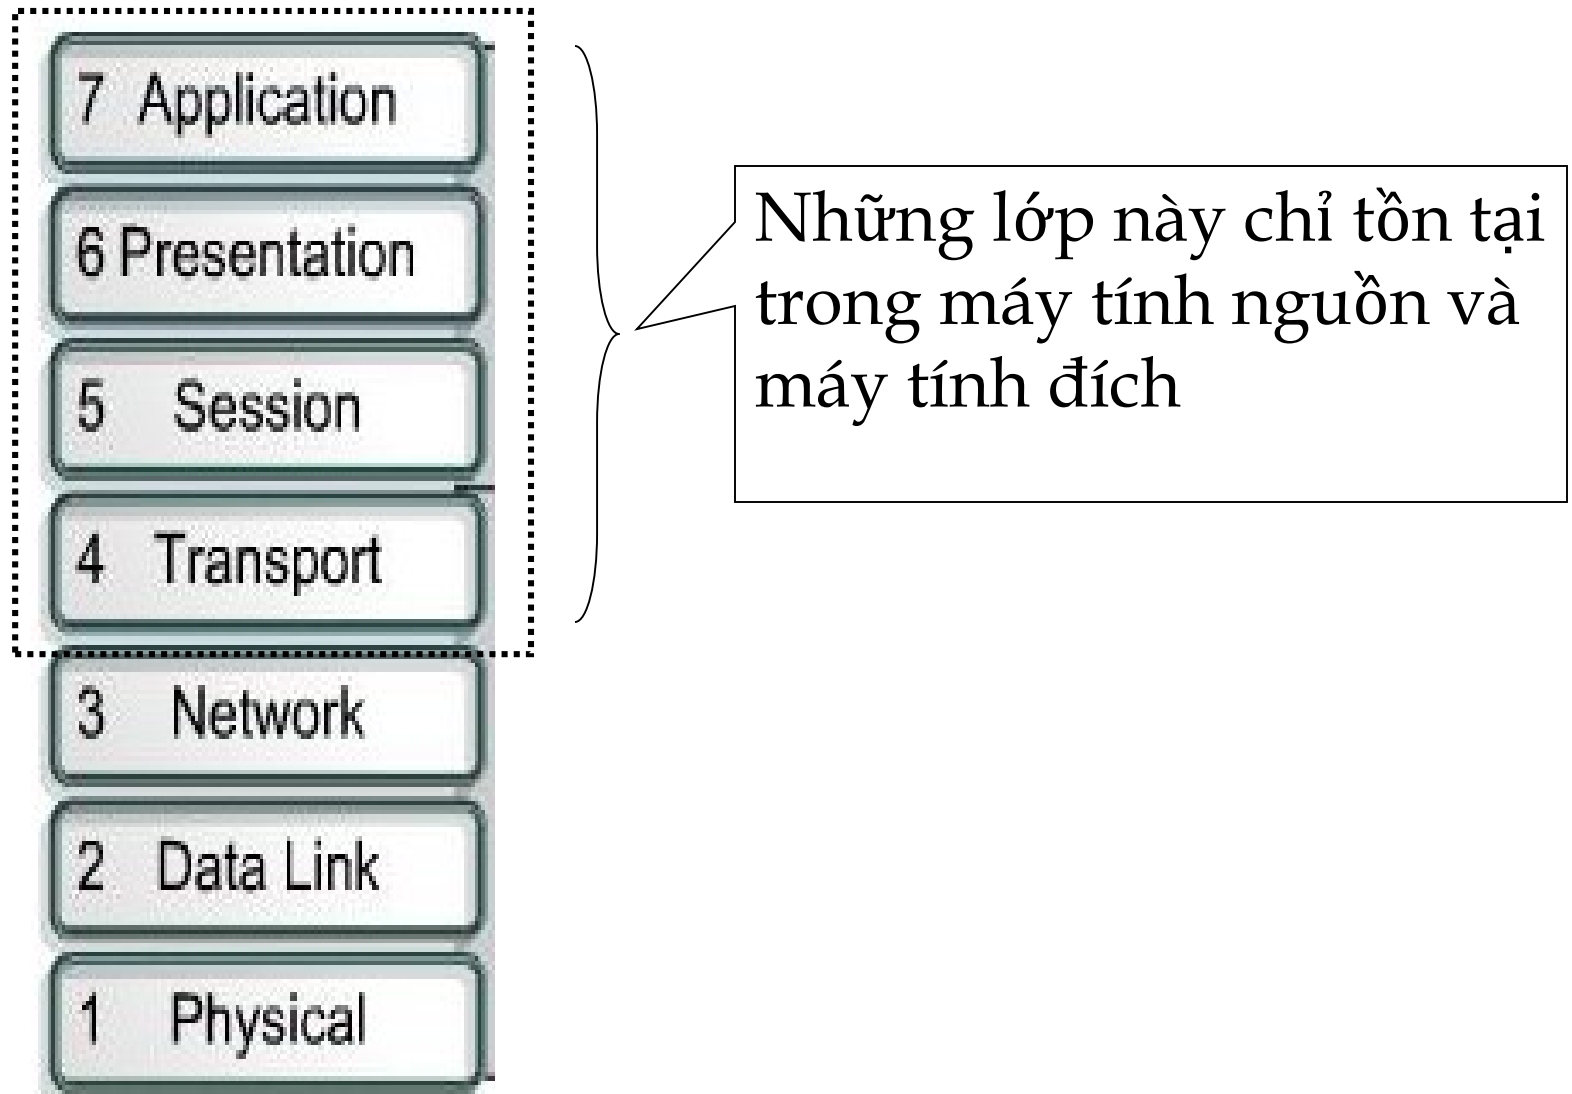 7 Application
6 Presentation
5 Session
4 Transport
3 Network
2 Data Link
1 Physical
Những lớp này chỉ tồn tại
trong máy tính nguồn và
máy tính đích